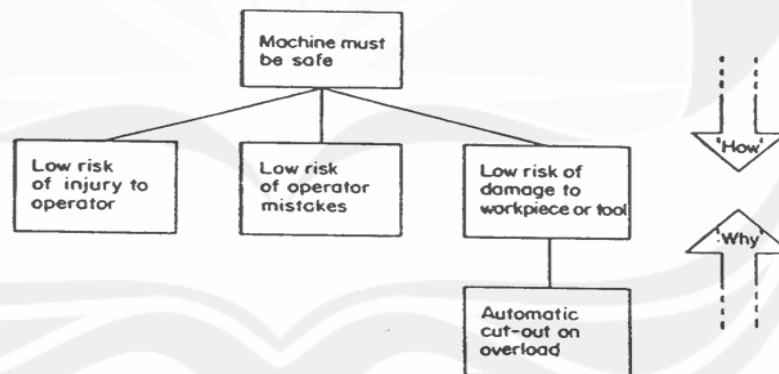 Machine must
be safe
Low risk
of injury to
operator
Low risk
of operator
mistakes
Low risk of
damage to
workpiece or tool
'How'
'Why'
Automatic
cut-out on
overload